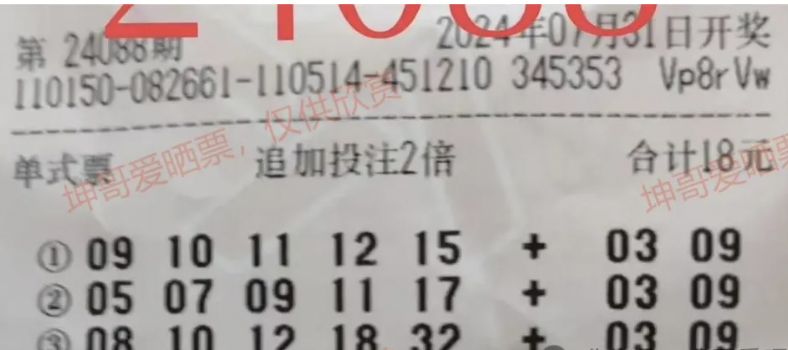 24088
第 24088期 2024年07月31日开奖
110150-082661-110514-451210 345353 Vp8rVw
坤哥爱晒票，仅供欣赏
单式票 追加投注2倍 合计18元
坤哥爱晒票
① 09 10 11 12 15 + 03 09
② 05 07 09 11 17 + 03 09
③ 08 10 12 18 32 + 03 09